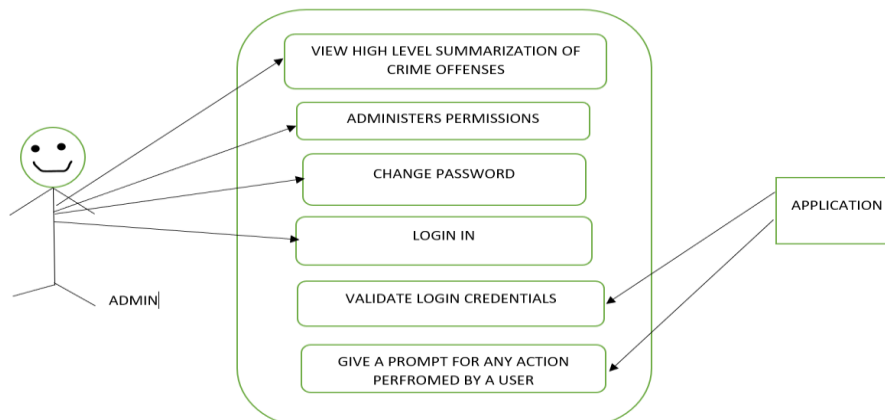 VIEW HIGH LEVEL SUMMARIZATION OF
CRIME OFFENSES
ADMINISTERS PERMISSIONS
CHANGE PASSWORD
LOGIN IN
VALIDATE LOGIN CREDENTIALS
GIVE A PROMPT FOR ANY ACTION
PERFROMED BY A USER
ADMIN
APPLICATION